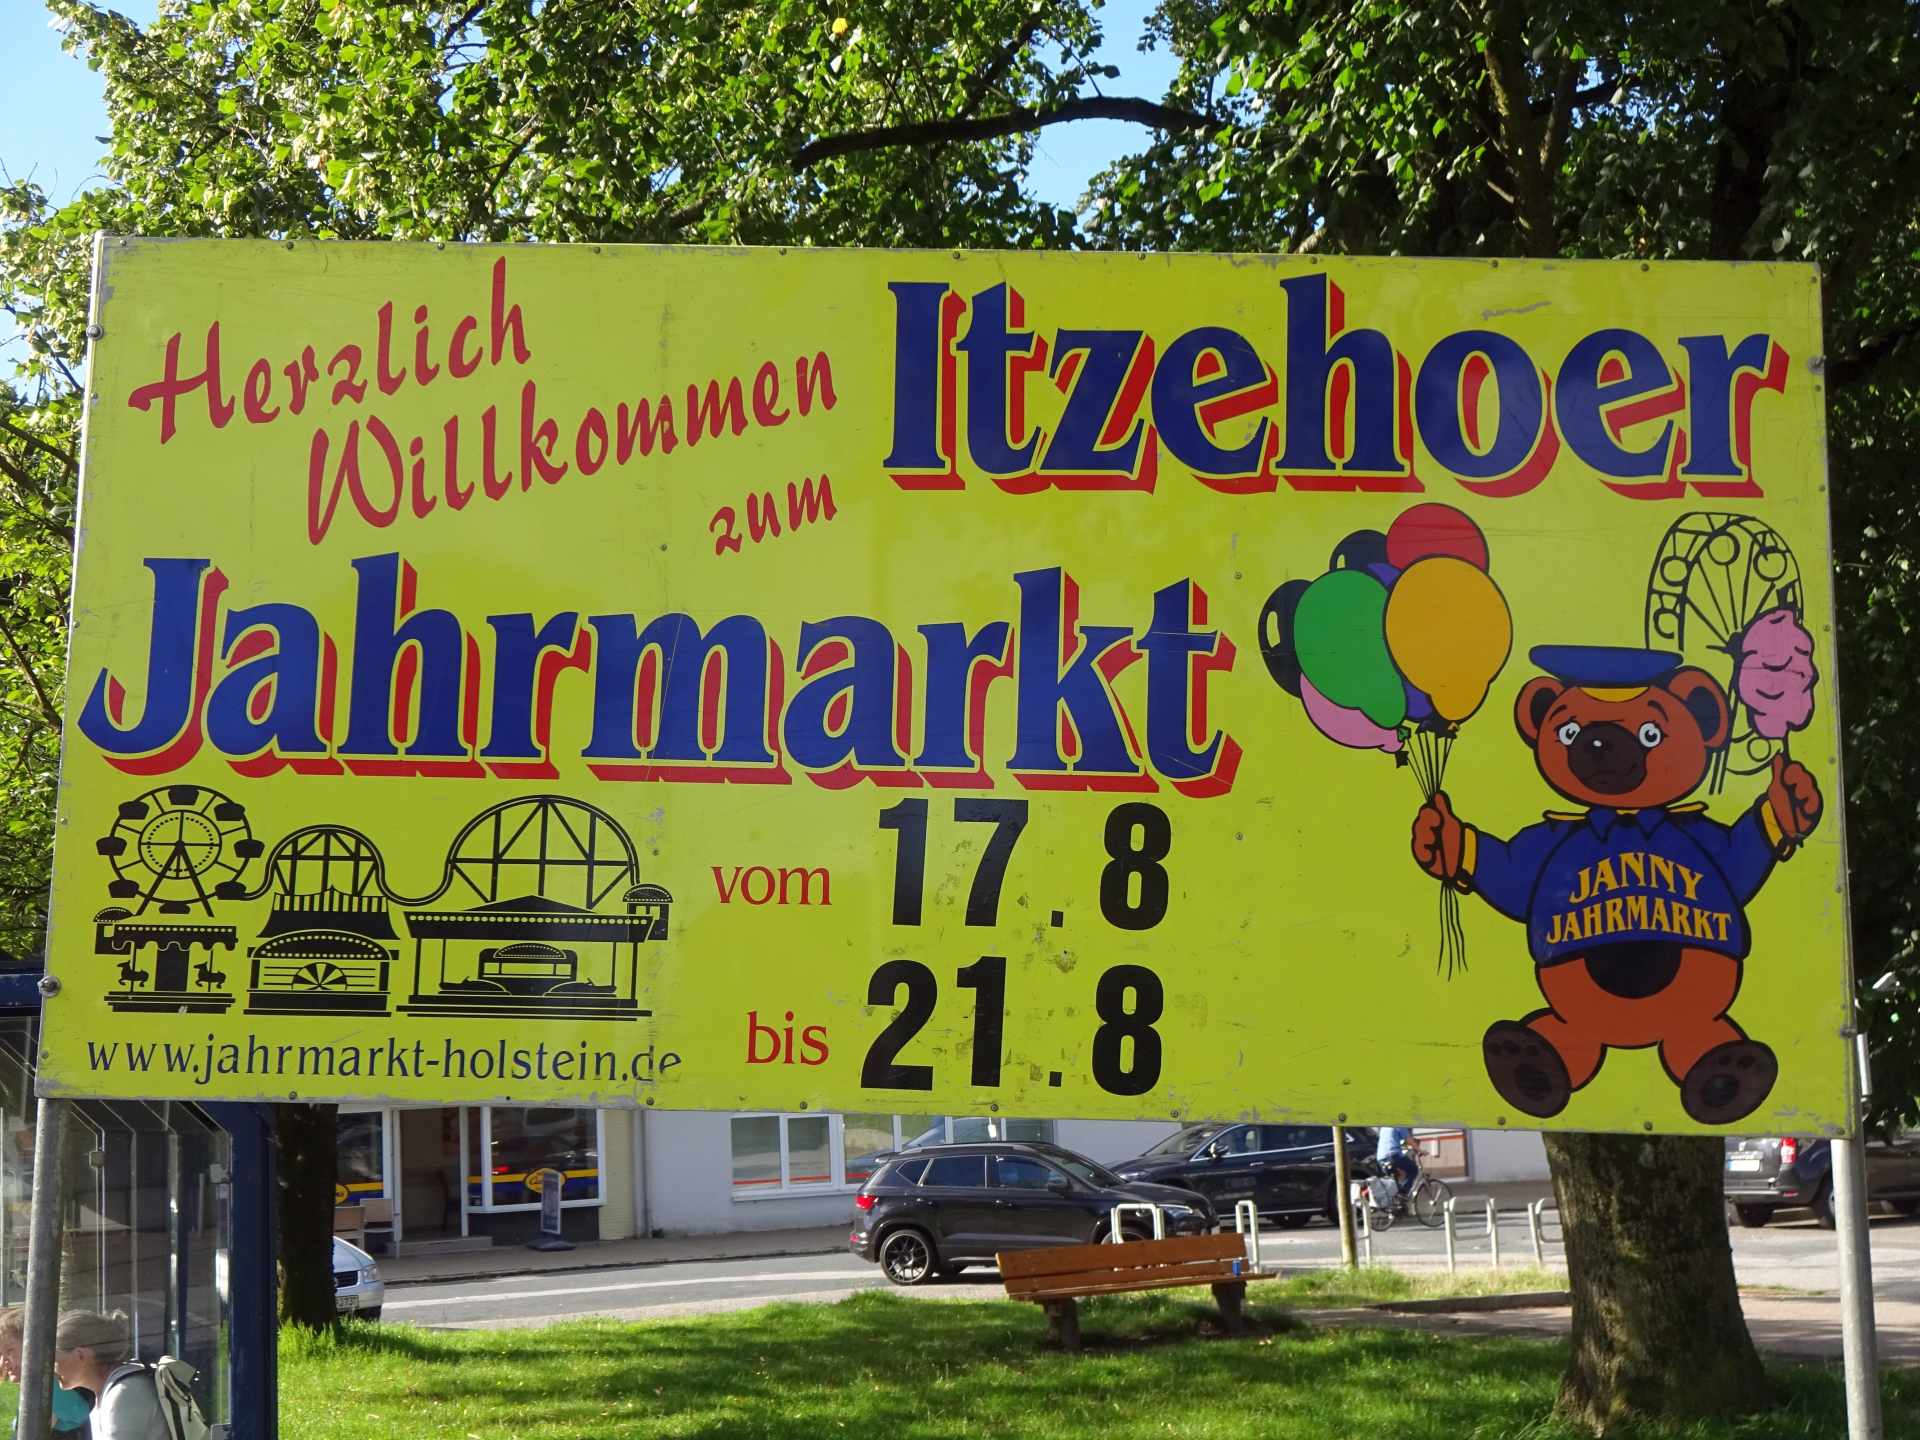 Herzlich
Willkommen
zum
Itzehoer
Jahrmarkt
vom 17.8
bis 21.8
www.jahrmarkt-holstein.de
JANNY
JAHRMARKT